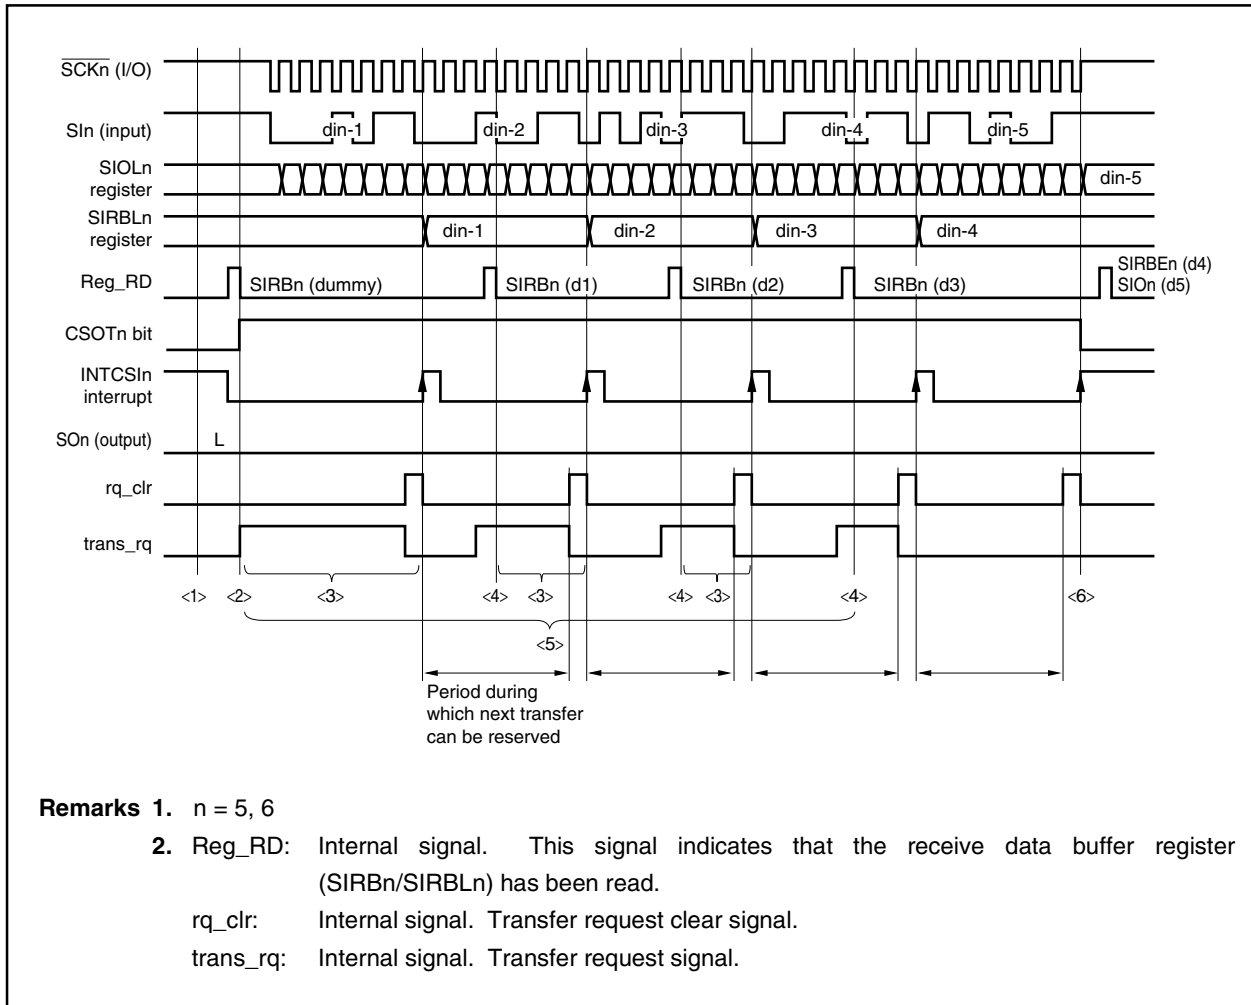 SCKn (I/O)
SIn (input) din-1 din-2 din-3 din-4 din-5
SIOLn
register din-5
SIRBLn
register din-1 din-2 din-3 din-4
Reg_RD SIRBn (dummy) SIRBn (d1) SIRBn (d2) SIRBn (d3) SIRBEn (d4)
SIOn (d5)
CSOTn bit
INTCSIn
interrupt
SOn (output) L
rq_clr
trans_rq
<1> <2> <3> <4> <3> <4> <3> <4> <6>
<5>
Period during
which next transfer
can be reserved
Remarks 1. n = 5, 6
2. Reg_RD: Internal signal. This signal indicates that the receive data buffer register
(SIRBn/SIRBLn) has been read.
rq_clr: Internal signal. Transfer request clear signal.
trans_rq: Internal signal. Transfer request signal.